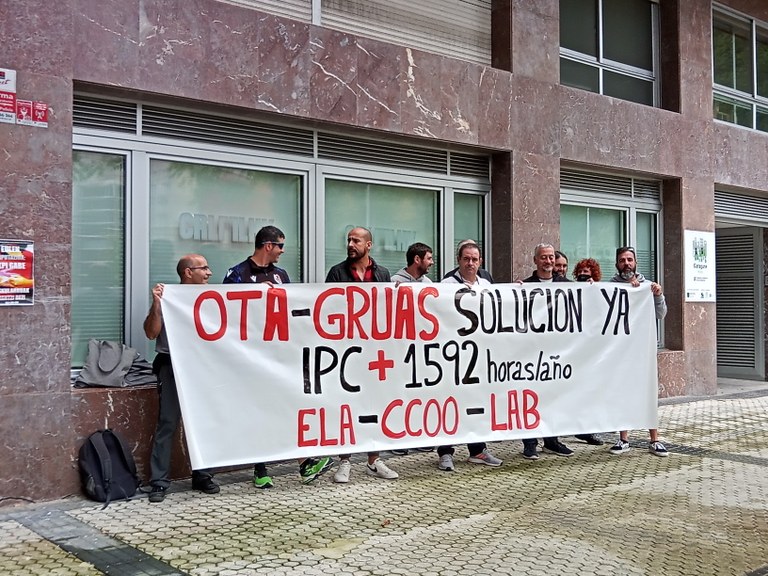 OTA-GRUAS SOLUCION YA
IPC + 1592 horas/año
ELA-CCOO-LAB